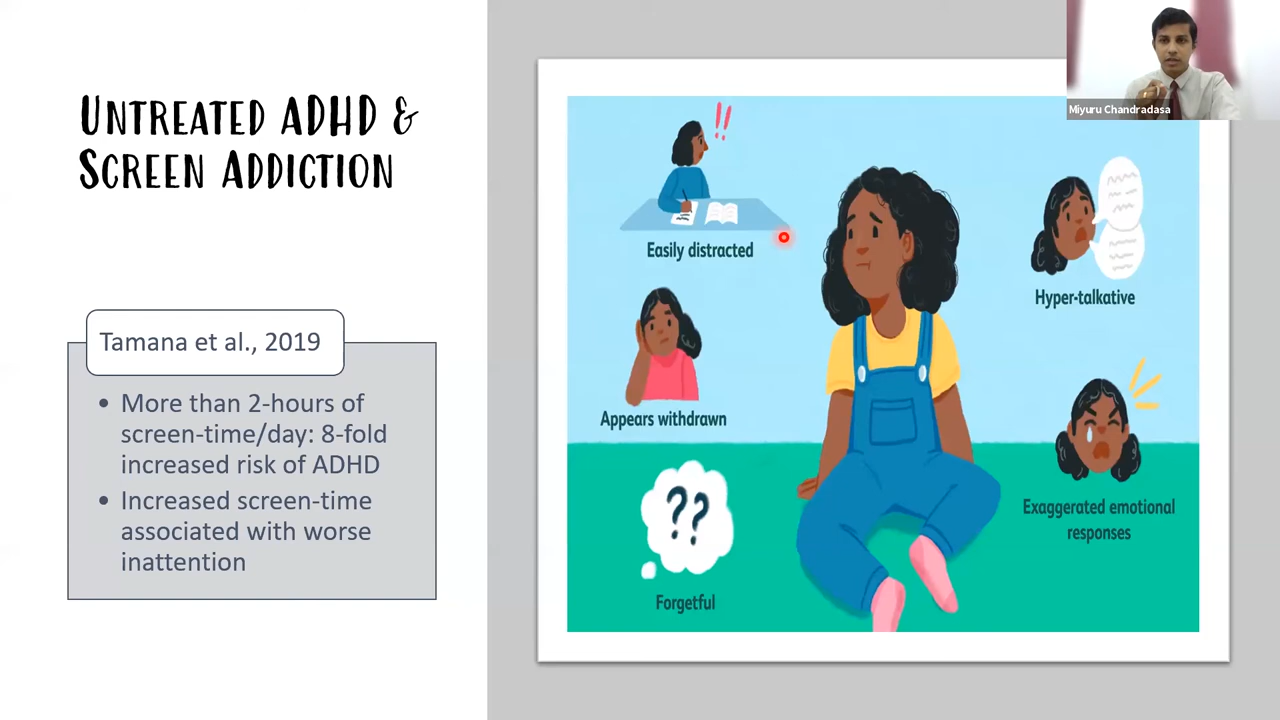 UNTREATED ADHD &
SCREEN ADDICTION
Tamana et al., 2019
• More than 2-hours of
screen-time/day: 8-fold
increased risk of ADHD
• Increased screen-time
associated with worse
inattention
!!
Easily distracted
Appears withdrawn
??
Forgetful
Hyper-talkative
Exaggerated emotional
responses
Miyuru Chandradasa